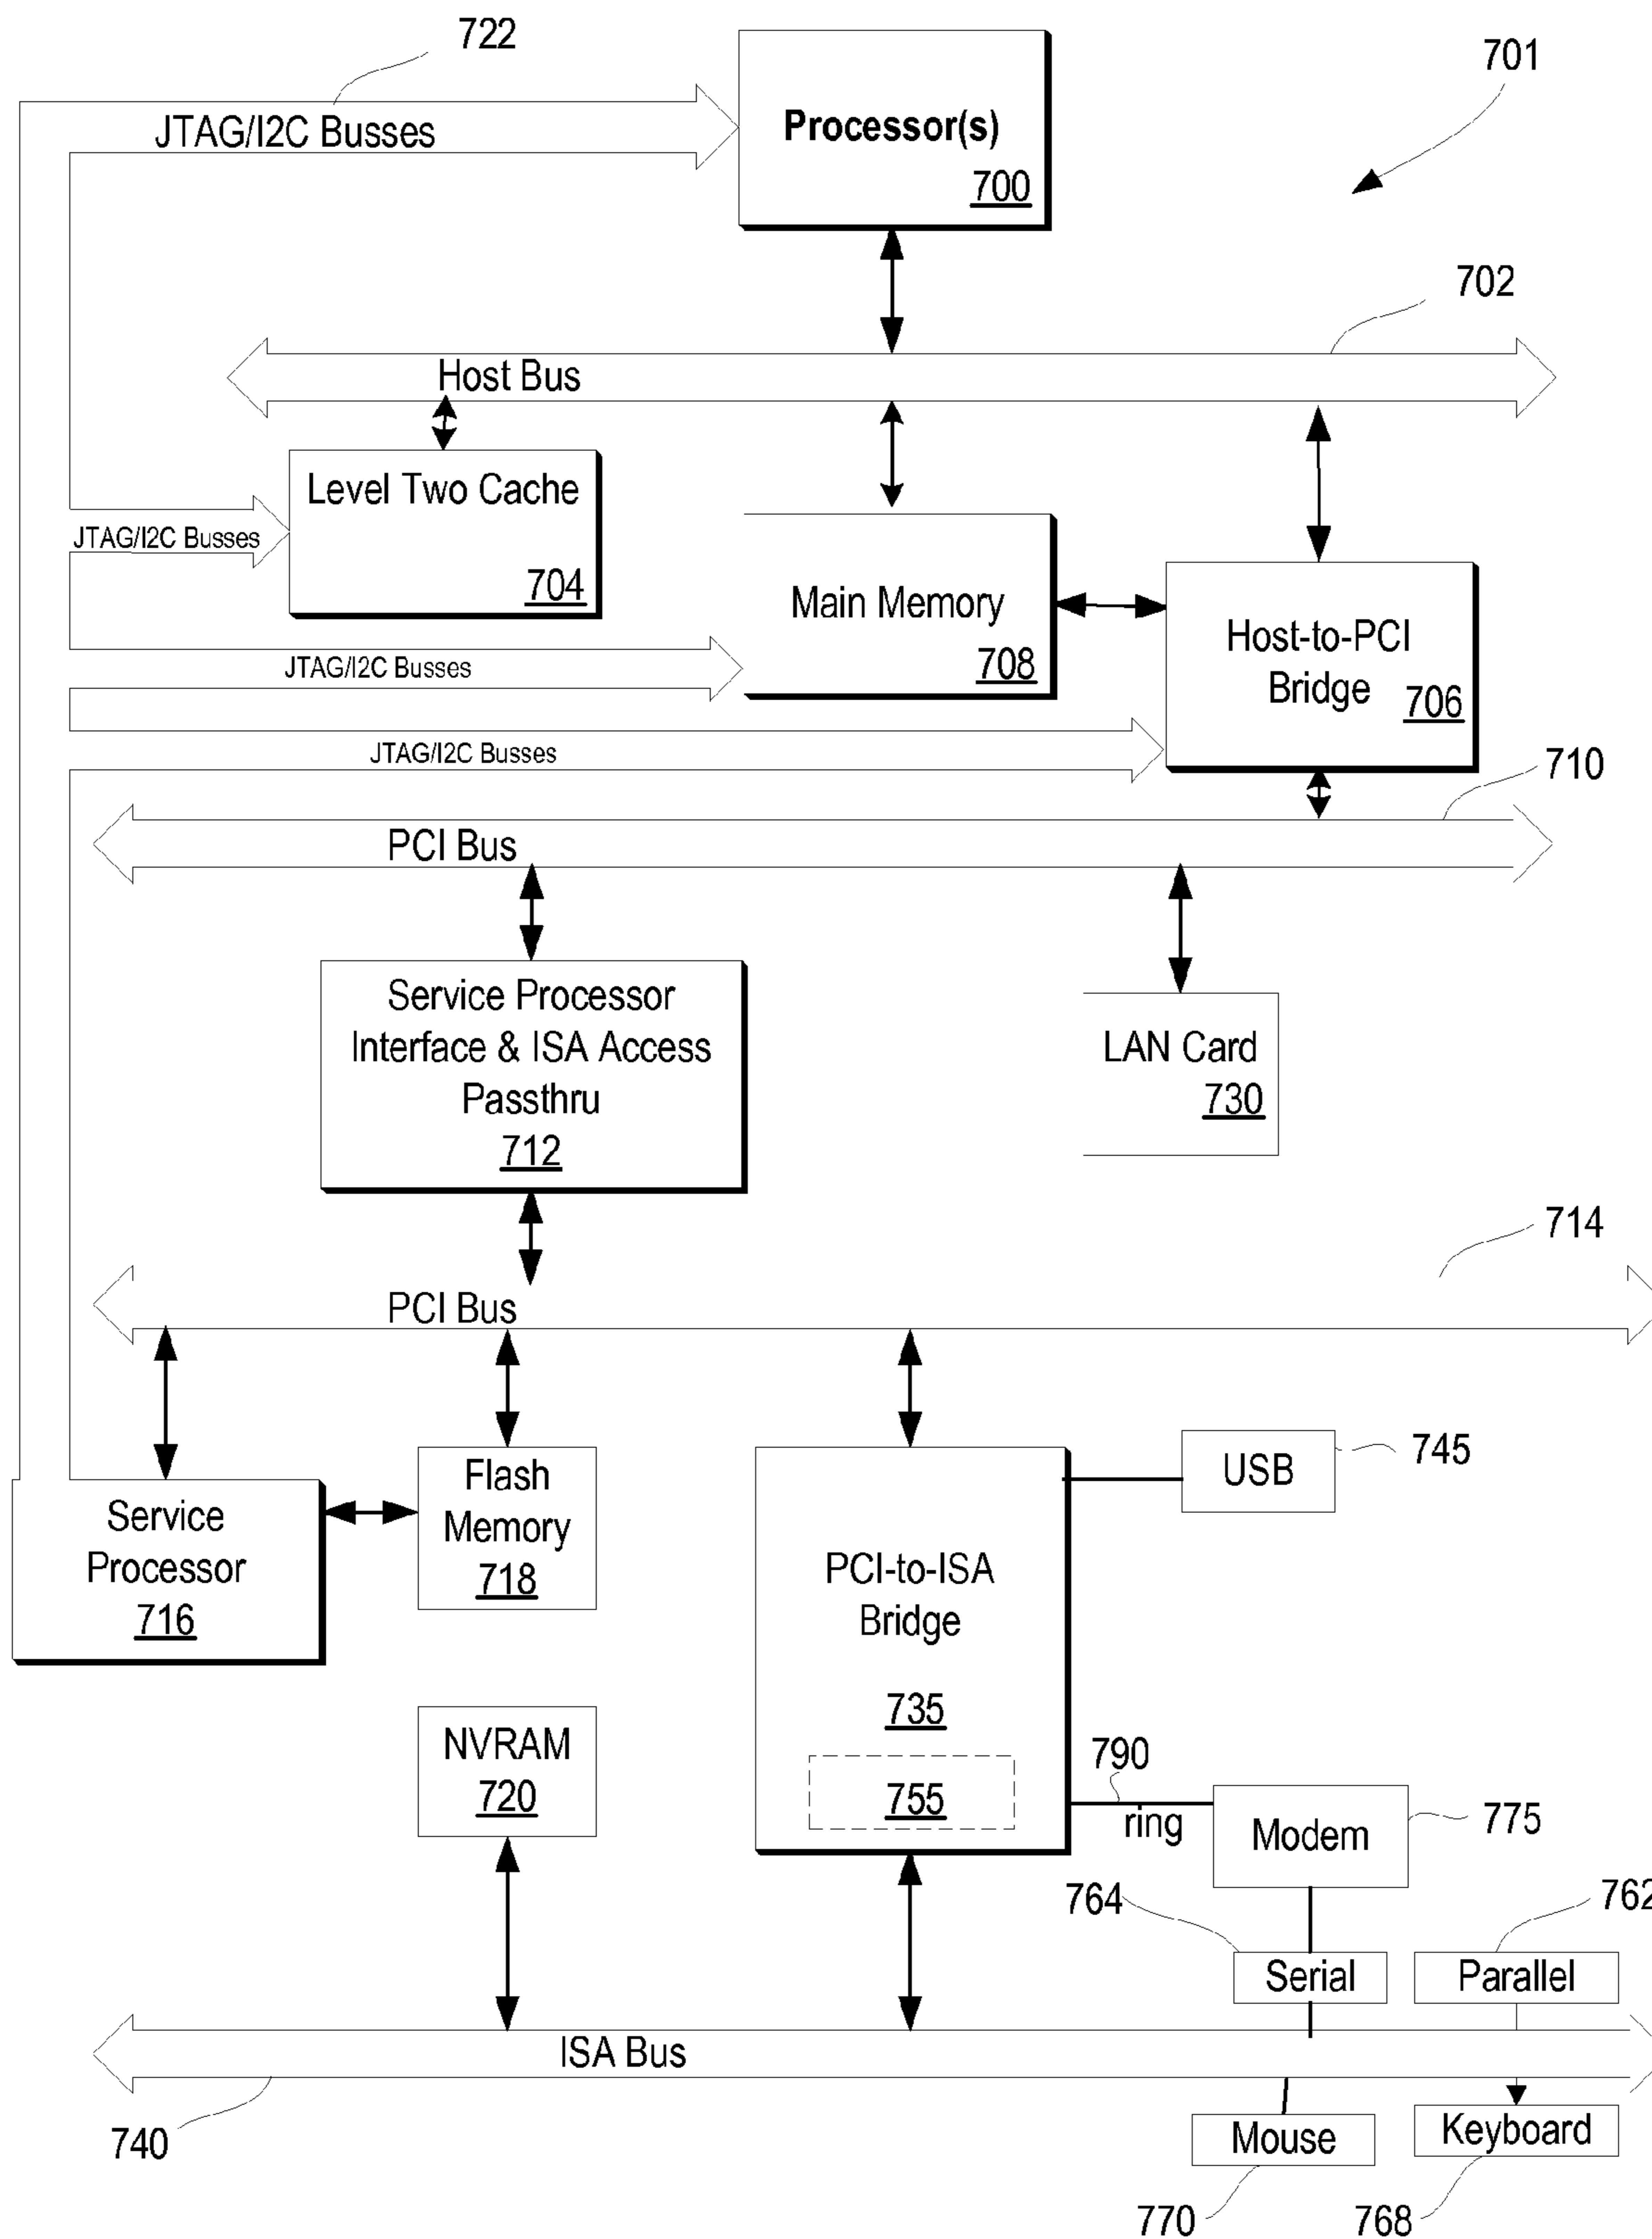 722
701
JTAG/I2C Busses
Processor(s)
700
702
Host Bus
Level Two Cache
704
JTAG/I2C Busses
Main Memory
708
Host-to-PCI
Bridge
706
JTAG/I2C Busses
JTAG/I2C Busses
710
PCI Bus
Service Processor
Interface & ISA Access
Passthru
712
LAN Card
730
714
PCI Bus
USB
745
Flash
Memory
718
Service
Processor
716
PCI-to-ISA
Bridge
735
755
NVRAM
720
790
ring
Modem
775
764
762
Serial
Parallel
ISA Bus
740
Mouse
Keyboard
770
768